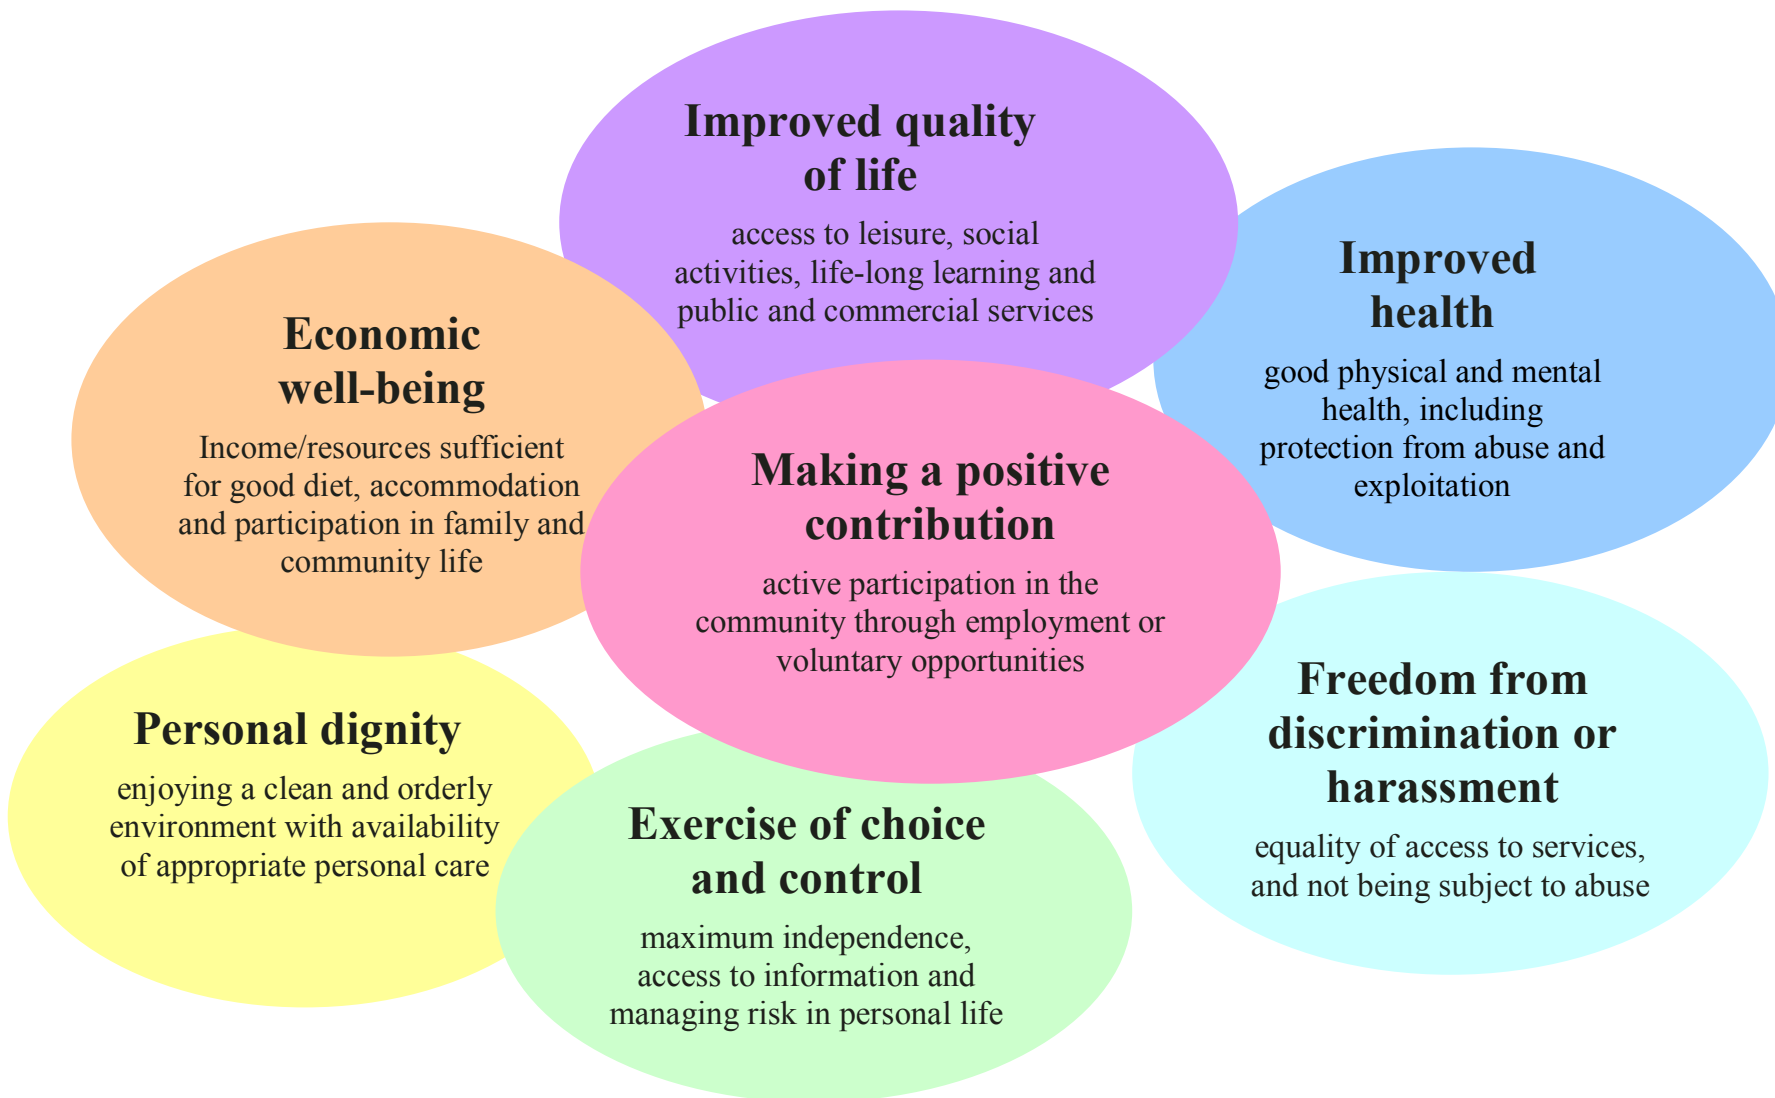 Improved quality
of life
access to leisure, social
activities, life-long learning and
public and commercial services
Improved
health
good physical and mental
health, including
protection from abuse and
exploitation
Economic
well-being
Income/resources sufficient
for good diet, accommodation
and participation in family and
community life
Making a positive
contribution
active participation in the
community through employment or
voluntary opportunities
Freedom from
discrimination or
harassment
equality of access to services,
and not being subject to abuse
Personal dignity
enjoying a clean and orderly
environment with availability
of appropriate personal care
Exercise of choice
and control
maximum independence,
access to information and
managing risk in personal life